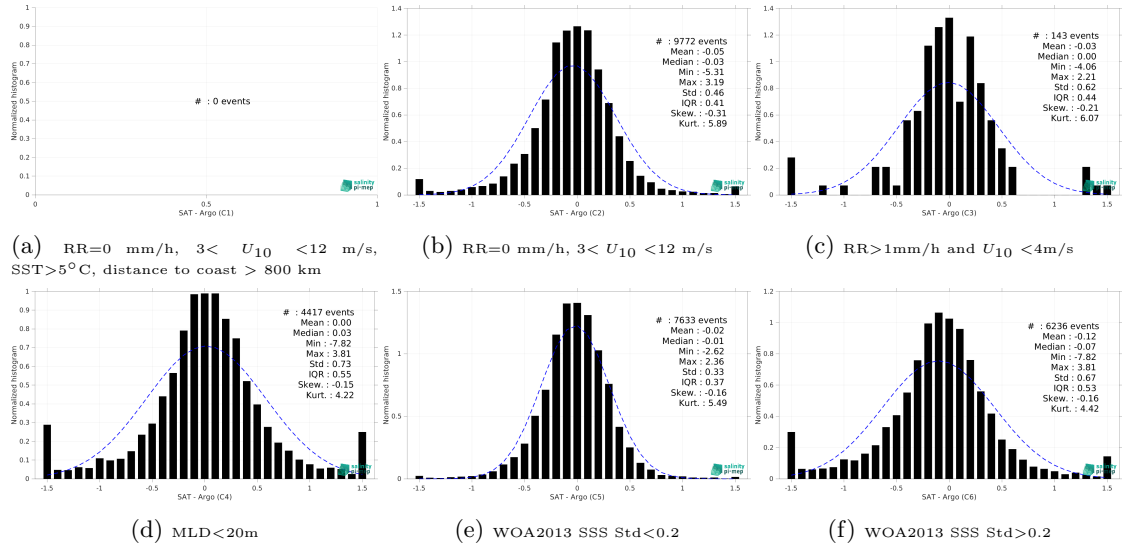 1
0.9
0.8
0.7
0.6
0.5
0.4
0.3
0.2
0.1
0
Normalized histogram
# : 0 events
salinity
pi-mep
0 0.5 1
SAT - Argo (C1)
(a) RR=0 mm/h, 3< U10 <12 m/s,
SST>5°C, distance to coast > 800 km
1.4
1.2
1
0.8
0.6
0.4
0.2
0
Normalized histogram
# : 9772 events
Mean : -0.05
Median : -0.03
Min : -5.31
Max : 3.19
Std : 0.46
IQR : 0.41
Skew. : -0.31
Kurt. : 5.89
salinity
pi-mep
-1.5 -1 -0.5 0 0.5 1 1.5
SAT - Argo (C2)
(b) RR=0 mm/h, 3< U10 <12 m/s
1.4
1.2
1
0.8
0.6
0.4
0.2
0
Normalized histogram
# : 143 events
Mean : -0.03
Median : 0.00
Min : -4.06
Max : 2.21
Std : 0.62
IQR : 0.44
Skew. : -0.21
Kurt. : 6.07
salinity
pi-mep
-1.5 -1 -0.5 0 0.5 1 1.5
SAT - Argo (C3)
(c) RR>1mm/h and U10 <4m/s
1
0.9
0.8
0.7
0.6
0.5
0.4
0.3
0.2
0.1
0
Normalized histogram
# : 4417 events
Mean : 0.00
Median : 0.03
Min : -7.82
Max : 3.81
Std : 0.73
IQR : 0.55
Skew. : -0.15
Kurt. : 4.22
salinity
pi-mep
-1.5 -1 -0.5 0 0.5 1 1.5
SAT - Argo (C4)
(d) MLD<20m
1.5
1
0.5
0
Normalized histogram
# : 7633 events
Mean : -0.02
Median : -0.01
Min : -2.62
Max : 2.36
Std : 0.33
IQR : 0.37
Skew. : -0.16
Kurt. : 5.49
salinity
pi-mep
-1.5 -1 -0.5 0 0.5 1 1.5
SAT - Argo (C5)
(e) WOA2013 SSS Std<0.2
1.2
1
0.8
0.6
0.4
0.2
0
Normalized histogram
# : 6236 events
Mean : -0.12
Median : -0.07
Min : -7.82
Max : 3.81
Std : 0.67
IQR : 0.53
Skew. : -0.16
Kurt. : 4.42
salinity
pi-mep
-1.5 -1 -0.5 0 0.5 1 1.5
SAT - Argo (C6)
(f) WOA2013 SSS Std>0.2